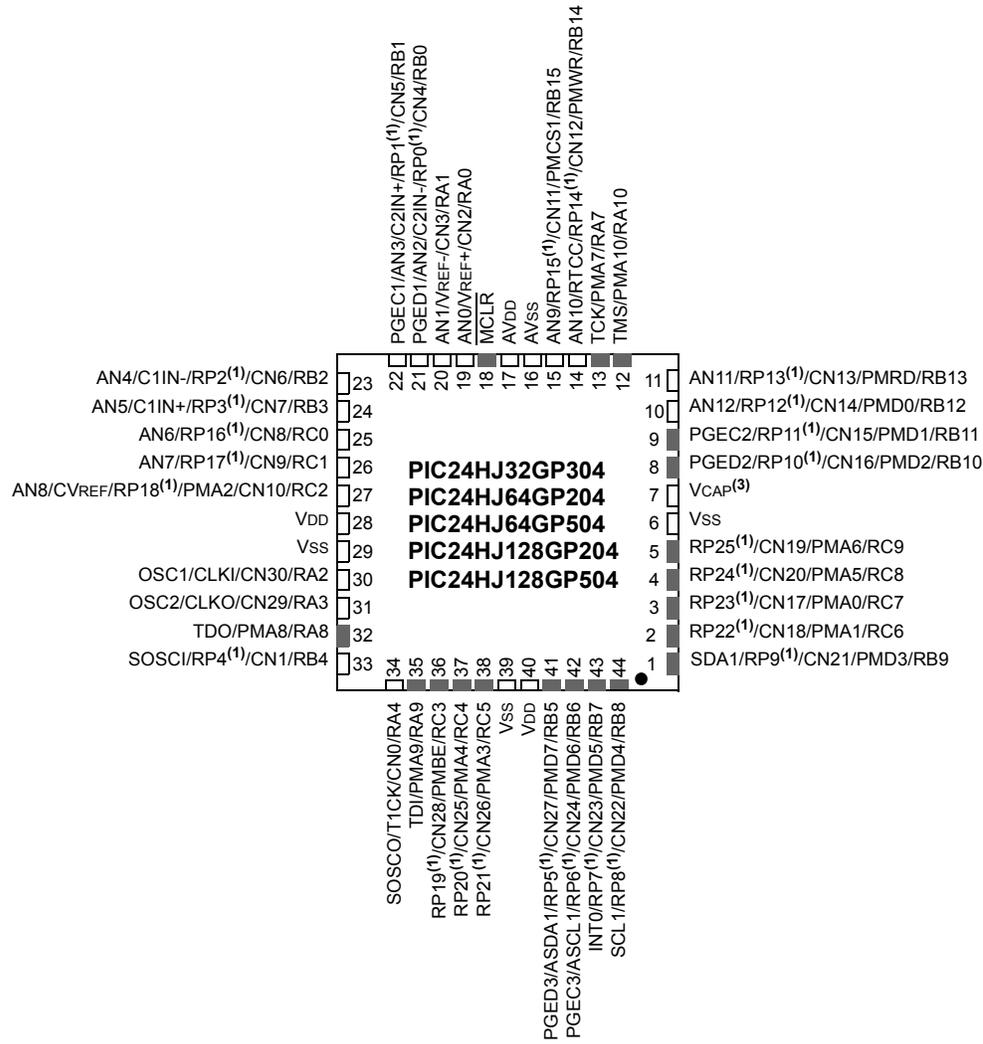 PGEC1/AN3/C2IN+/RP1(1)/CN5/RB1
PGED1/AN2/C2IN-/RP0(1)/CN4/RB0
AN1/VREF-/CN3/RA1
AN0/VREF+/CN2/RA0
MCLR
AVDD
AVSS
AN9/RP15(1)/CN11/PMCS1/RB15
AN10/RTCC/RP14(1)/CN12/PMWR/RB14
TCK/PMA7/RA7
TMS/PMA10/RA10
22
21
20
19
18
17
16
15
14
13
12
AN4/C1IN-/RP2(1)/CN6/RB2
23
AN5/C1IN+/RP3(1)/CN7/RB3
24
AN6/RP16(1)/CN8/RC0
25
AN7/RP17(1)/CN9/RC1
26
AN8/CVREF/RP18(1)/PMA2/CN10/RC2
27
VDD
28
VSS
29
OSC1/CLKI/CN30/RA2
30
OSC2/CLKO/CN29/RA3
31
TDO/PMA8/RA8
32
SOSCI/RP4(1)/CN1/RB4
33
PIC24HJ32GP304
PIC24HJ64GP204
PIC24HJ64GP504
PIC24HJ128GP204
PIC24HJ128GP504
11
AN11/RP13(1)/CN13/PMRD/RB13
10
AN12/RP12(1)/CN14/PMD0/RB12
9
PGEC2/RP11(1)/CN15/PMD1/RB11
8
PGED2/RP10(1)/CN16/PMD2/RB10
7
VCAP(3)
6
VSS
5
RP25(1)/CN19/PMA6/RC9
4
RP24(1)/CN20/PMA5/RC8
3
RP23(1)/CN17/PMA0/RC7
2
RP22(1)/CN18/PMA1/RC6
1
SDA1/RP9(1)/CN21/PMD3/RB9
34
35
36
37
38
39
40
41
42
43
44
SOSCO/T1CK/CN0/RA4
TDI/PMA9/RA9
RP19(1)/CN28/PMBE/RC3
RP20(1)/CN25/PMA4/RC4
RP21(1)/CN26/PMA3/RC5
VSS
VDD
PGED3/ASDA1/RP5(1)/CN27/PMD7/RB5
PGEC3/ASCL1/RP6(1)/CN24/PMD6/RB6
INT0/RP7(1)/CN23/PMD5/RB7
SCL1/RP8(1)/CN22/PMD4/RB8